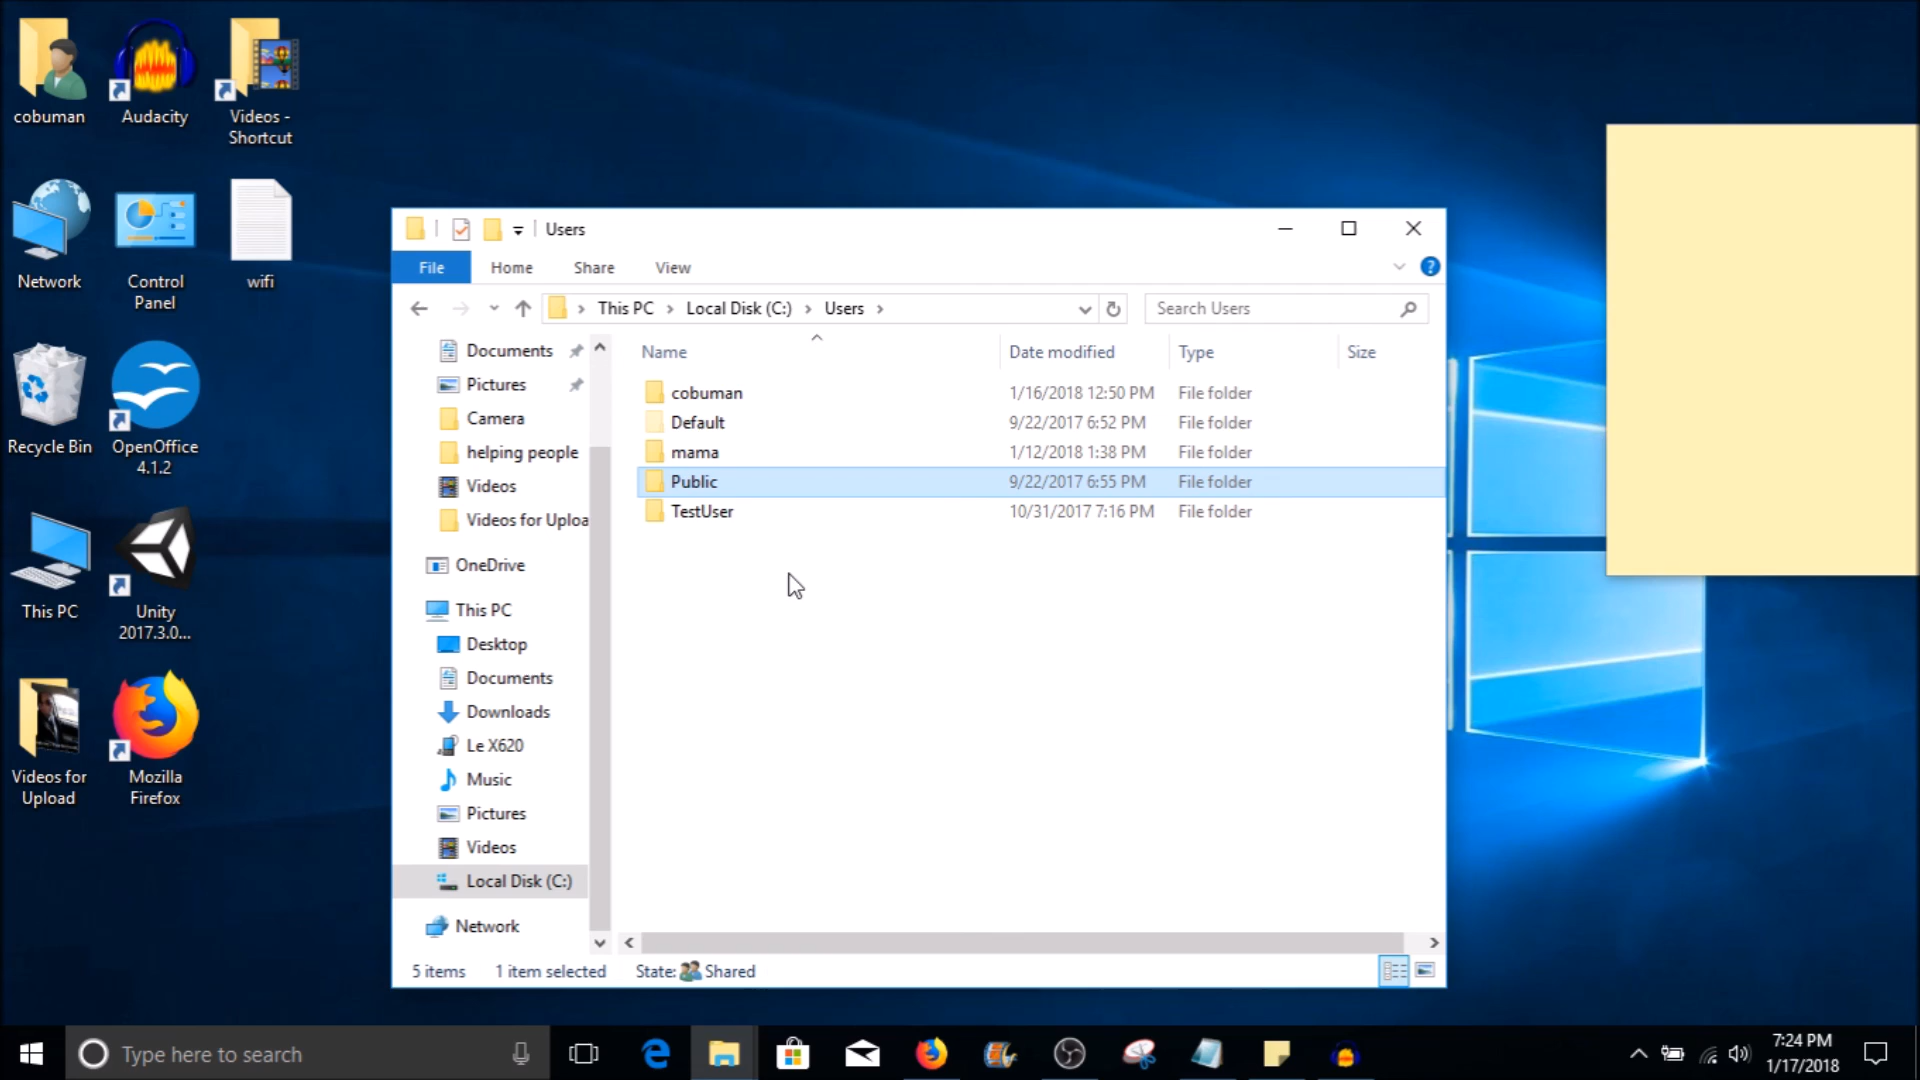 cobuman
Audacity
Videos -
Shortcut
Network
Control
Panel
wifi
Recycle Bin
OpenOffice
4.1.2
This PC
Unity
2017.3.0...
Videos for
Upload
Mozilla
Firefox
Users
File Home Share View
This PC Local Disk (C:) Users
Search Users
Documents
Pictures
Camera
helping people
Videos
Videos for Uploa
OneDrive
This PC
Desktop
Documents
Downloads
Le X620
Music
Pictures
Videos
Local Disk (C:)
Network
Name Date modified Type Size
cobuman 1/16/2018 12:50 PM File folder
Default 9/22/2017 6:52 PM File folder
mama 1/12/2018 1:38 PM File folder
Public 9/22/2017 6:55 PM File folder
TestUser 10/31/2017 7:16 PM File folder
5 items 1 item selected State: Shared
Type here to search
7:24 PM
1/17/2018